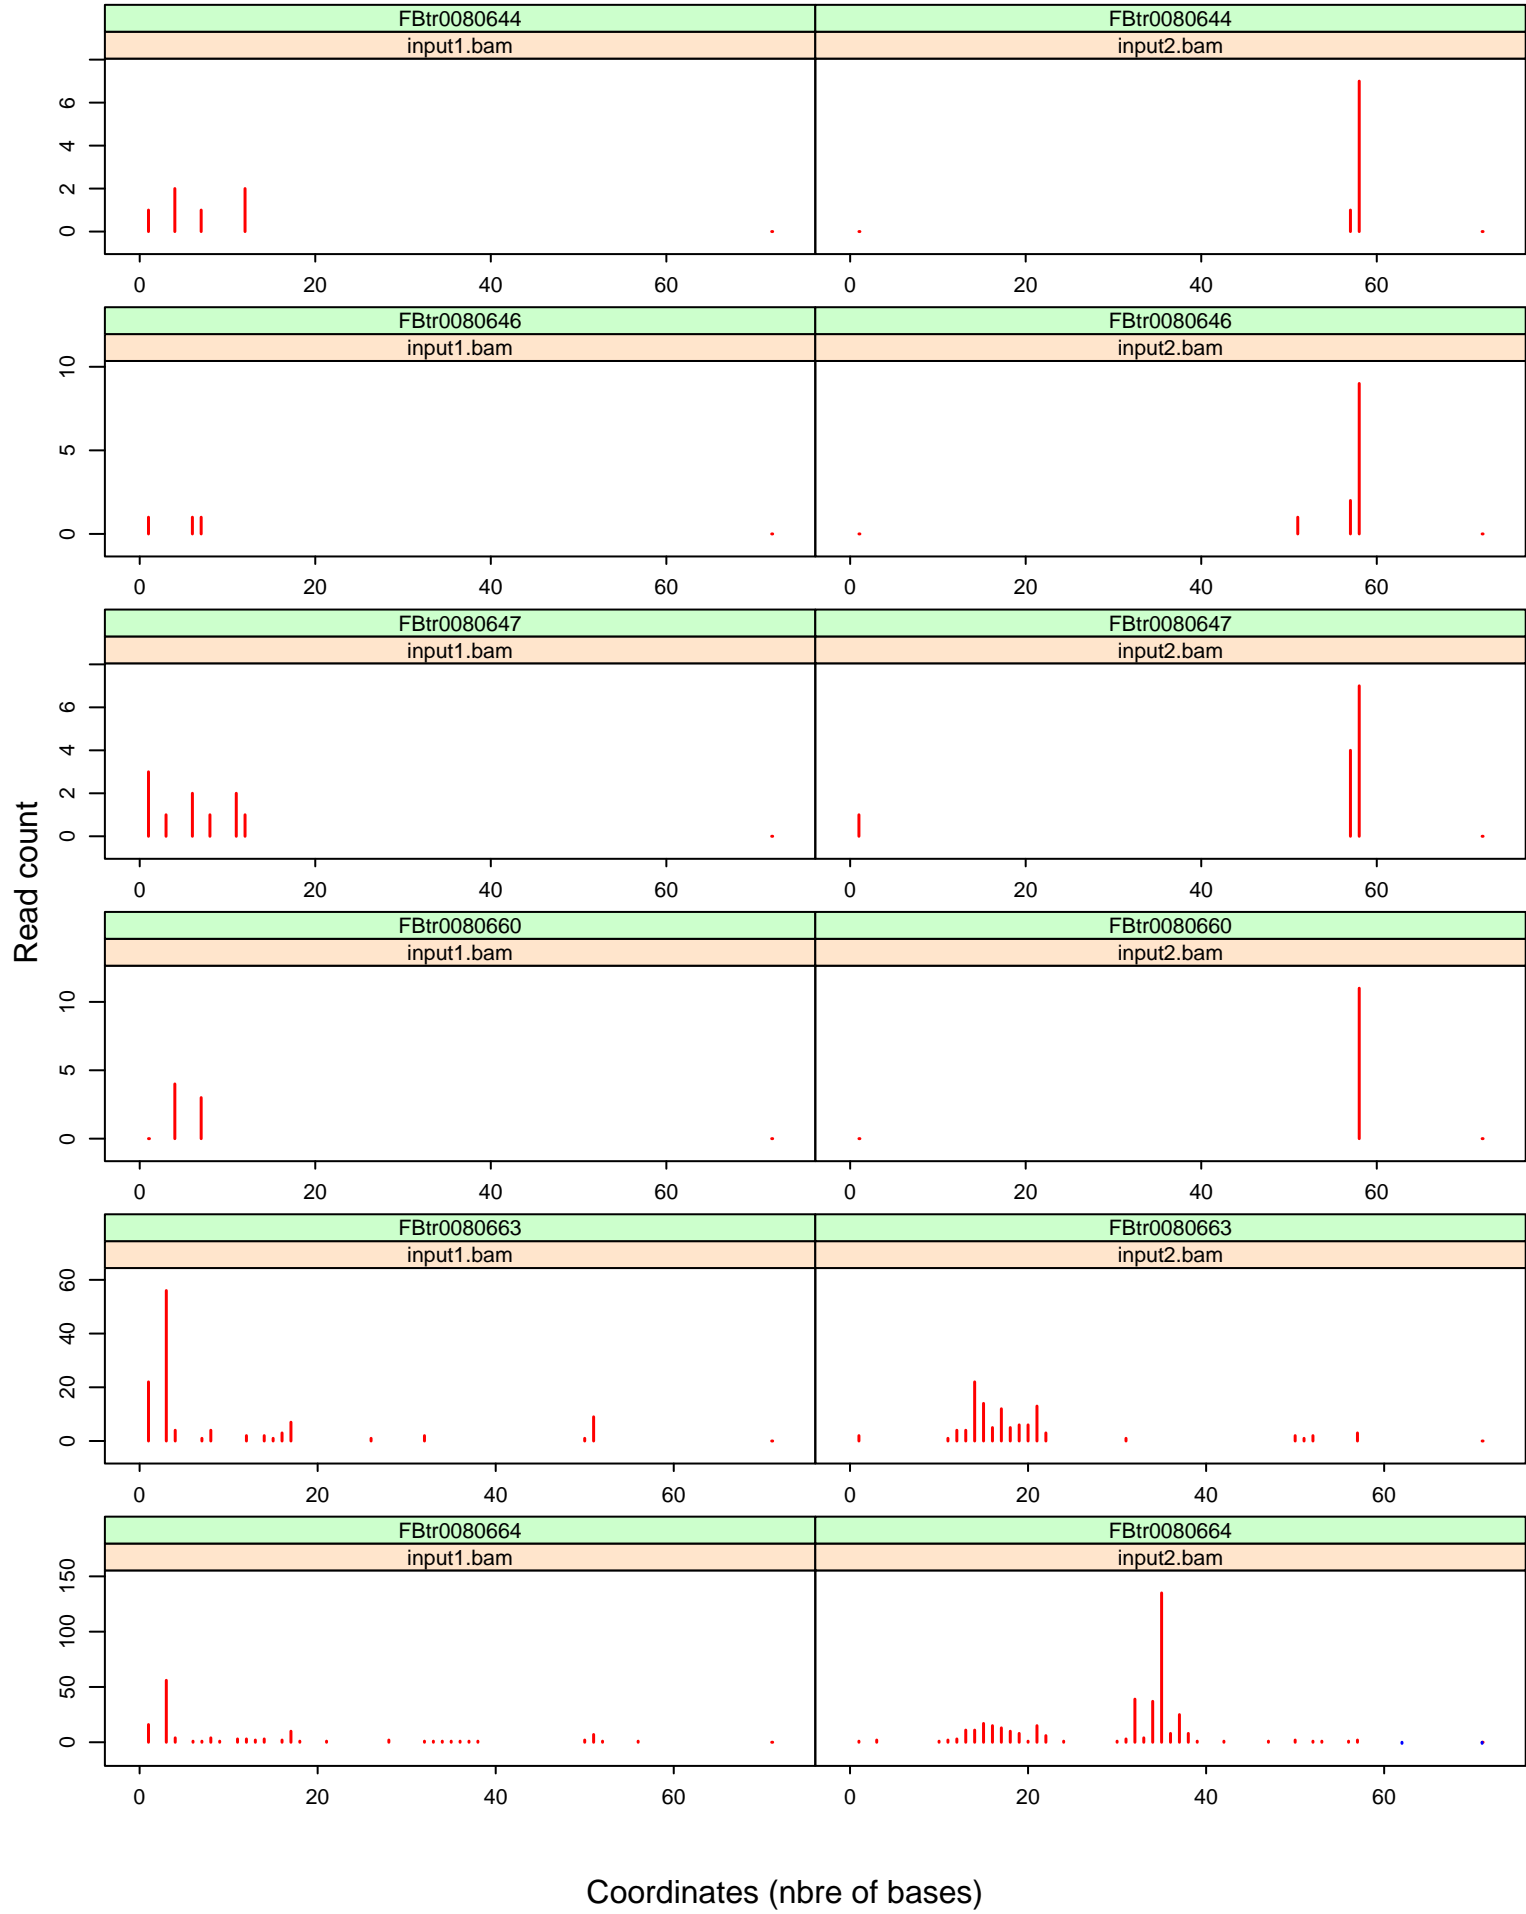 FBtr0080644 FBtr0080644
input1.bam input2.bam
6
4
2
0
0 20 40 60 0 20 40 60
FBtr0080646 FBtr0080646
input1.bam input2.bam
10
5
0
0 20 40 60 0 20 40 60
FBtr0080647 FBtr0080647
input1.bam input2.bam
6
4
2
0
0 20 40 60 0 20 40 60
Read count
FBtr0080660 FBtr0080660
input1.bam input2.bam
10
5
0
0 20 40 60 0 20 40 60
FBtr0080663 FBtr0080663
input1.bam input2.bam
60
40
20
0
0 20 40 60 0 20 40 60
FBtr0080664 FBtr0080664
input1.bam input2.bam
150
100
50
0
0 20 40 60 0 20 40 60
Coordinates (nbre of bases)